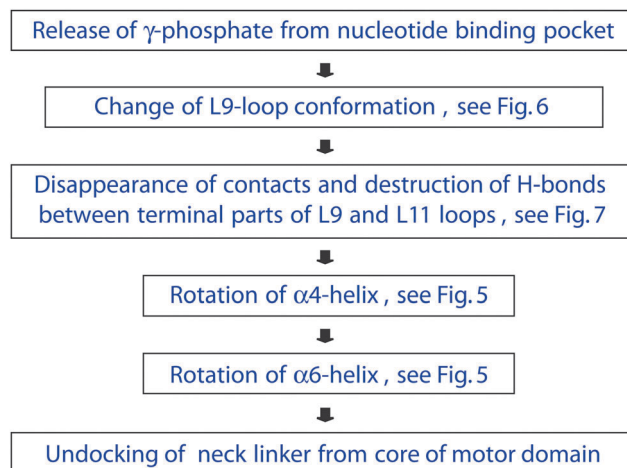 Release of γ-phosphate from nucleotide binding pocket
Change of L9-loop conformation , see Fig. 6
Disappearance of contacts and destruction of H-bonds
between terminal parts of L9 and L11 loops , see Fig. 7
Rotation of α4-helix , see Fig. 5
Rotation of α6-helix , see Fig. 5
Undocking of neck linker from core of motor domain